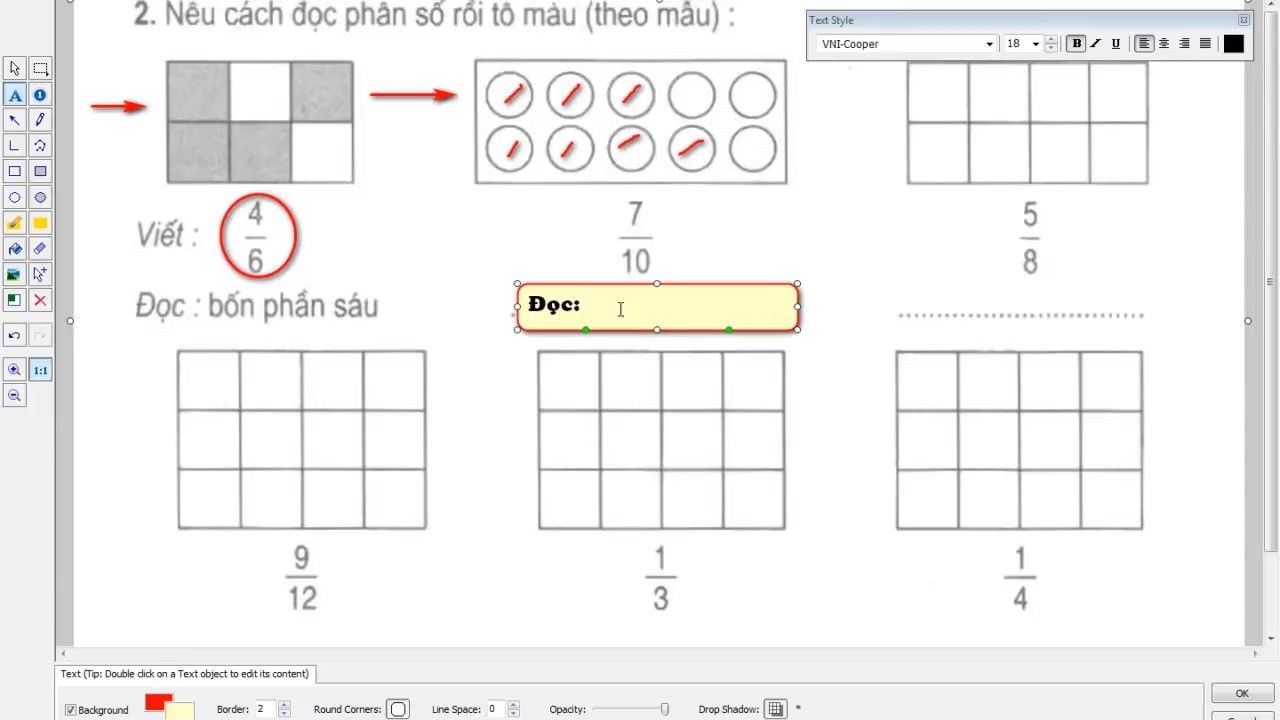 2. Nêu cách đọc phân số rồi tô màu (theo mẫu) :
Text Style
VNI-Cooper 18 B I U
Viết : 4/6
7/10
5/8
Đọc : bốn phần sáu
Đọc:
9/12
1/3
1/4
1:1
Text (Tip: Double click on a Text object to edit its content)
Background Border: 2 Round Corners: Line Space: 0 Opacity: Drop Shadow:
OK